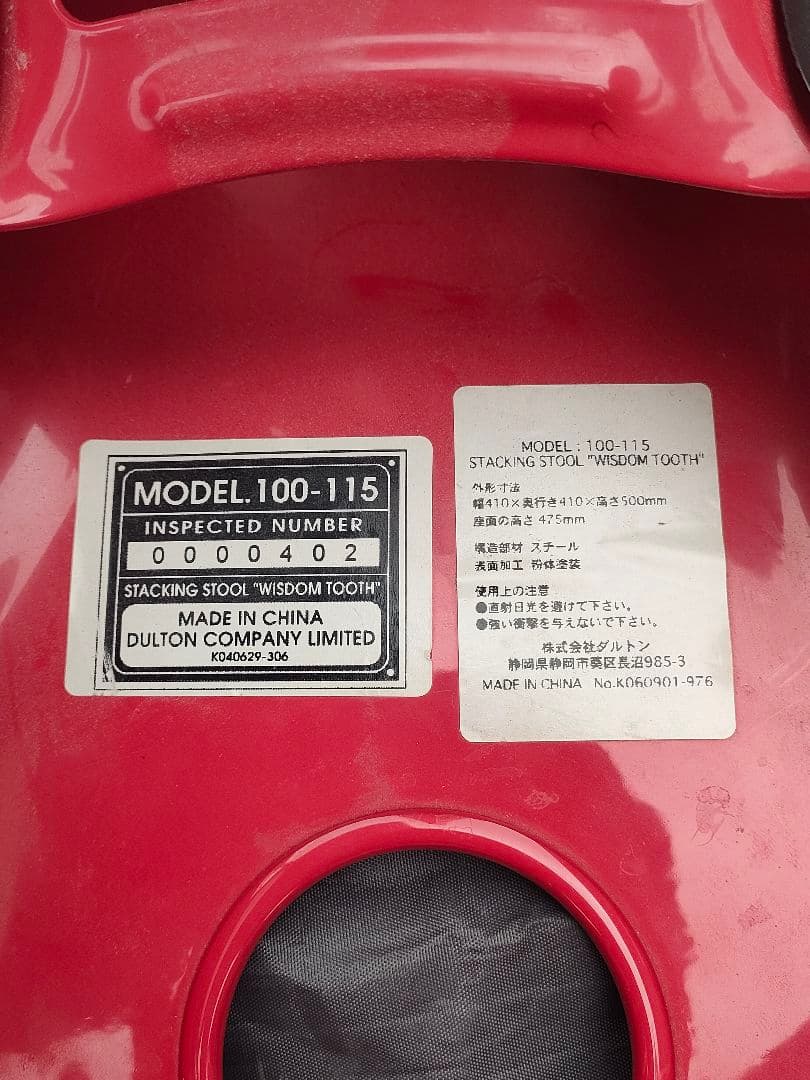 MODEL.100-115
INSPECTED NUMBER
0000402
STACKING STOOL "WISDOM TOOTH"
MADE IN CHINA
DULTON COMPANY LIMITED
K040629-306
MODEL : 100-115
STACKING STOOL "WISDOM TOOTH"
外形寸法
幅410×奥行き410×高さ500mm
座面の高さ 475mm
構造部材 スチール
表面加工 粉体塗装
使用上の注意
●直射日光を避けて下さい。
●強い衝撃を与えないで下さい。
株式会社ダルトン
静岡県静岡市葵区長沼985-3
MADE IN CHINA No.K060901-976